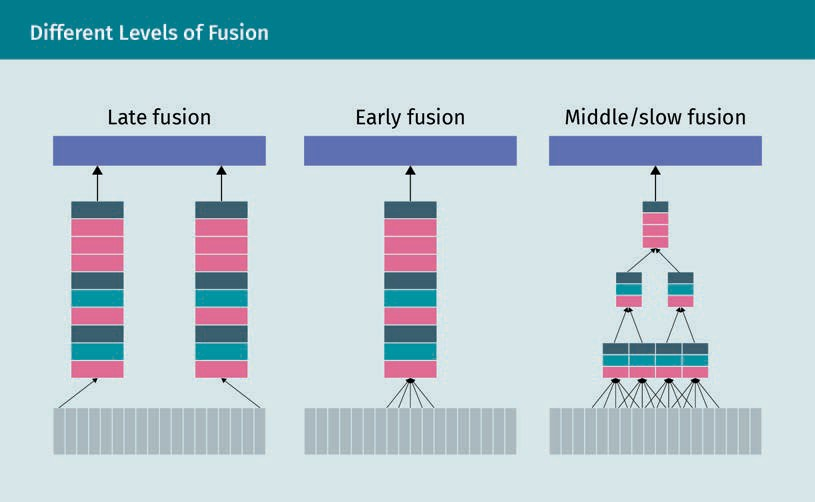 Different Levels of Fusion
Late fusion
Early fusion
Middle/slow fusion